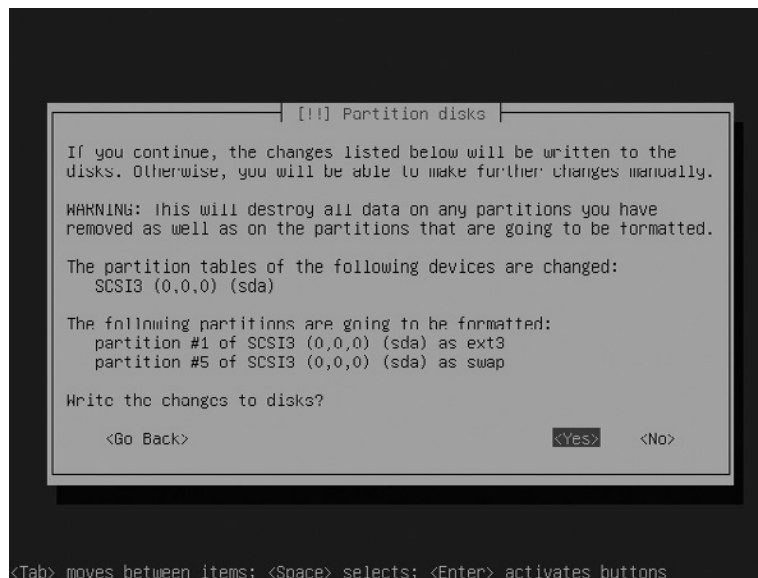 [!!] Partition disks
If you continue, the changes listed below will be written to the
disks. Otherwise, you will be able to make further changes manually.
WARNING: This will destroy all data on any partitions you have
removed as well as on the partitions that are going to be formatted.
The partition tables of the following devices are changed:
SCSI3 (0,0,0) (sda)
The following partitions are going to be formatted:
partition #1 of SCSI3 (0,0,0) (sda) as ext3
partition #5 of SCSI3 (0,0,0) (sda) as swap
Write the changes to disks?
<Go Back> <Yes> <No>
<Tab> moves between items; <Space> selects; <Enter> activates buttons